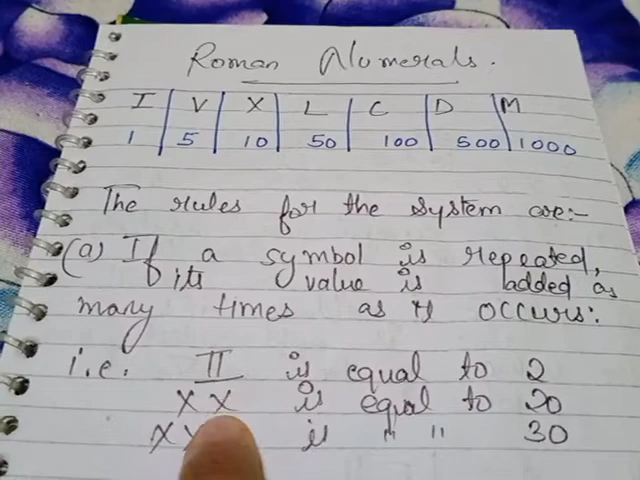 Roman Numerals.
I V X L C D M
1 5 10 50 100 500 1000
The rules for the system are:-
(a) If a symbol is repeated,
its value is added as
many times as it occurs:
i.e. II is equal to 2
XX is equal to 20
is " " 30